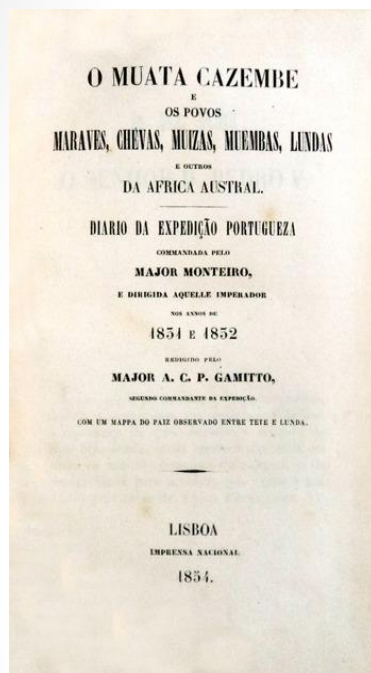 O MUATA CAZEMBE
E
OS POVOS
MARAVES, CHEVAS, MUIZAS, MUEMBAS, LUNDAS
E OUTROS
DA AFRICA AUSTRAL.
DIARIO DA EXPEDIÇÃO PORTUGUEZA
COMMANDADA PELO
MAJOR MONTEIRO,
E DIRIGIDA AQUELLE IMPERADOR
NOS ANNOS DE
1831 E 1832
REDIGIDO PELO
MAJOR A. C. P. GAMITTO,
SEGUNDO COMMANDANTE DA EXPEDIÇÃO.
COM UM MAPPA DO PAIZ OBSERVADO ENTRE TETE E LUNDA.
LISBOA
IMPRENSA NACIONAL
1854.